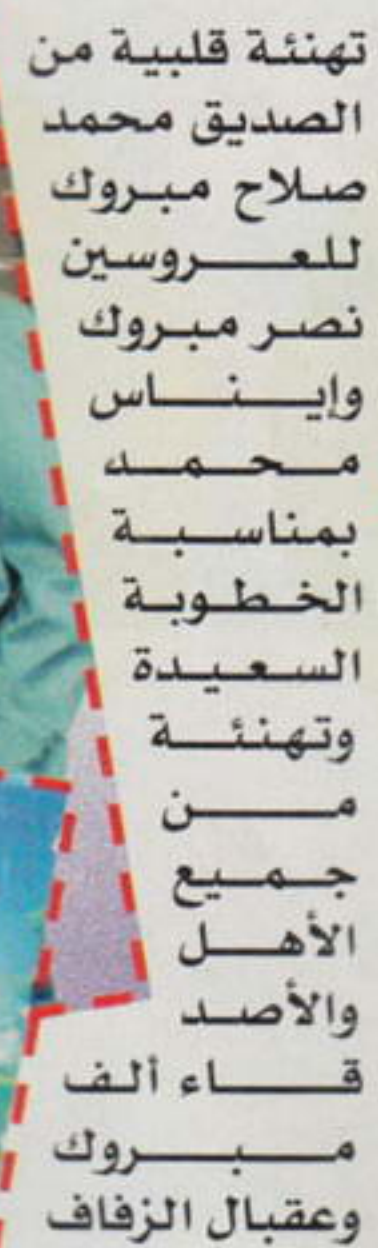 تهنئة قلبية من
الصديق محمد
صلاح مبروك
للعروسين
نصر مبروك
وإيناس
محمد
بمناسبة
الخطوبة
السعيدة
وتهنئة
من
جميع
الأهل
والأصد
قاء ألف
مبروك
وعقبال الزفاف